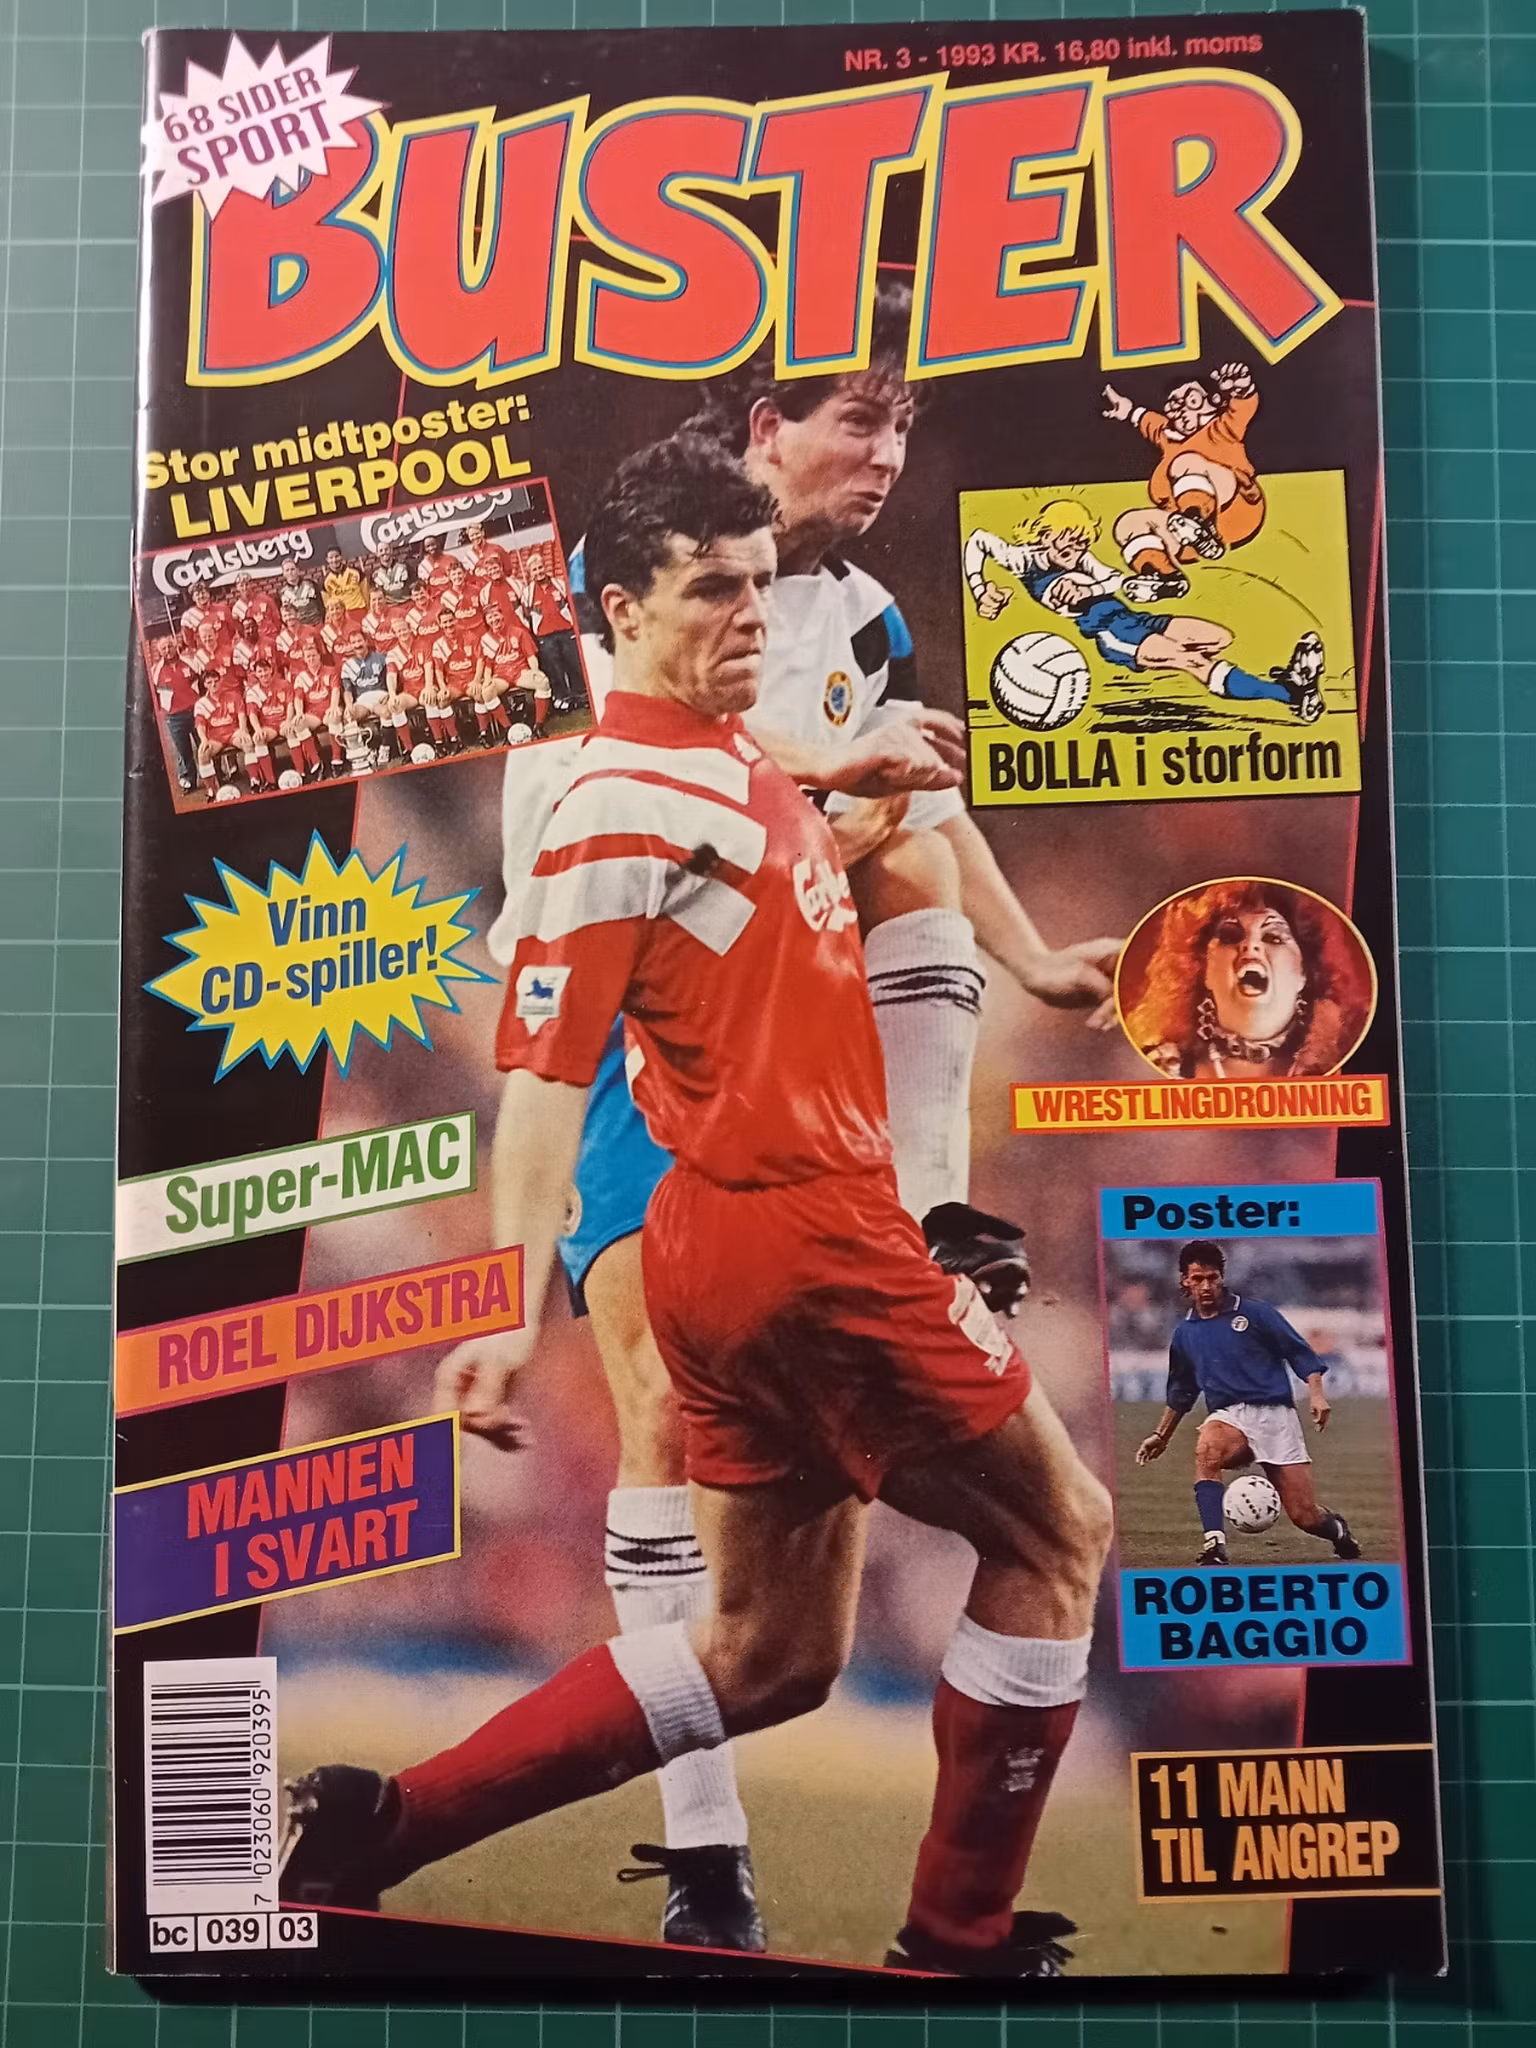 68 SIDER
SPORT
NR. 3 - 1993 KR. 16,80 inkl. moms
BUSTER
Stor midtposter:
LIVERPOOL
Carlsberg
Carlsberg
BOLLA i storform
Vinn
CD-spiller!
WRESTLINGDRONNING
Super-MAC
Poster:
ROEL DIJKSTRA
MANNEN
I SVART
ROBERTO
BAGGIO
11 MANN
TIL ANGREP
7 023060 920395
bc 039 03